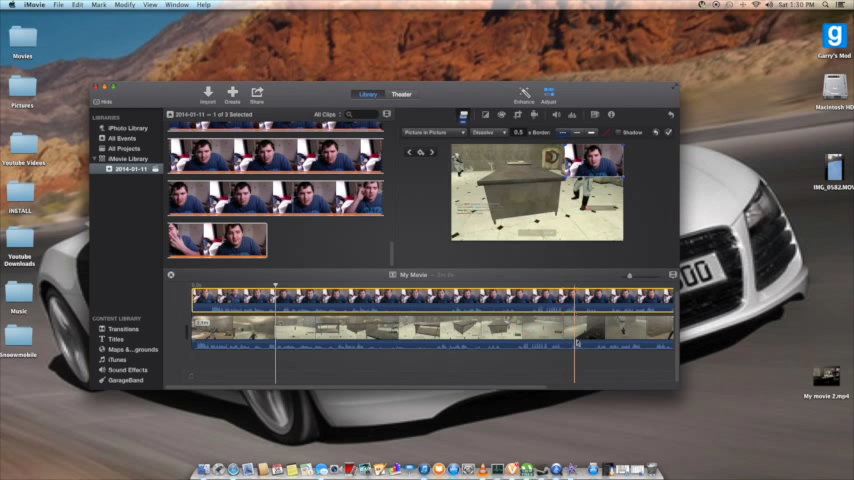 iMovie File Edit Mark Modify View Window Help
Sat 1:30 PM
Movies
Pictures
Youtube Videos
iNSTALL
Youtube
Downloads
Music
Snowmobile
Garry's Mod
Macintosh HD
IMG_0582.MOV
My movie 2.mp4
Hide
Import Create Share
Library Theater
Enhance Adjust
LIBRARIES
iPhoto Library
All Events
All Projects
iMovie Library
2014-01-11
2014-01-11 — 1 of 3 Selected
All Clips
Picture in Picture Dissolve 0.5 s Border: Shadow
My Movie
CONTENT LIBRARY
Transitions
Titles
Maps &...grounds
iTunes
Sound Effects
GarageBand